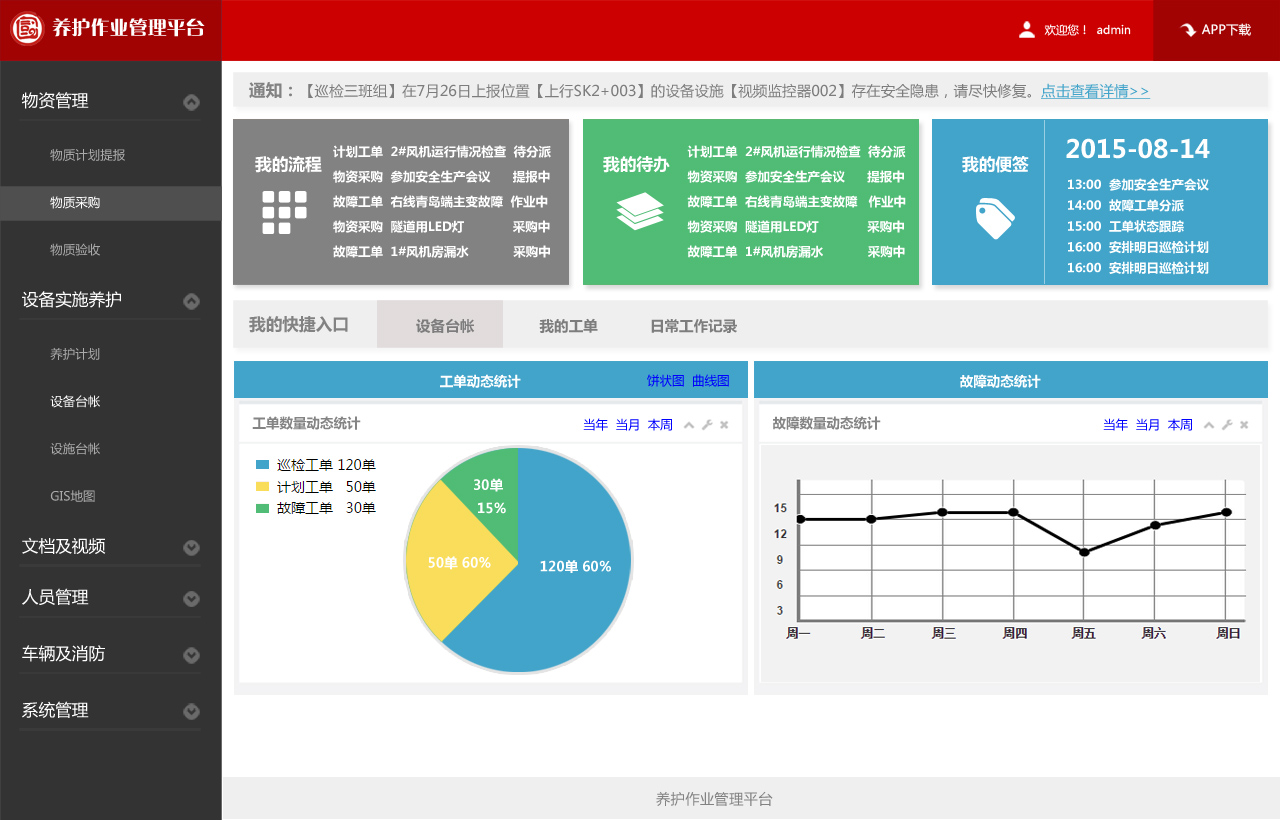 养护作业管理平台
欢迎您！ admin
APP下载
物资管理
物质计划提报
物质采购
物质验收
设备实施养护
养护计划
设备台帐
设施台帐
GIS地图
文档及视频
人员管理
车辆及消防
系统管理
通知：【巡检三班组】在7月26日上报位置【上行SK2+003】的设备设施【视频监控器002】存在安全隐患，请尽快修复。点击查看详情>>
我的流程
计划工单 2#风机运行情况检查 待分派
物资采购 参加安全生产会议 提报中
故障工单 右线青岛端主变故障 作业中
物资采购 隧道用LED灯 采购中
故障工单 1#风机房漏水 采购中
我的待办
计划工单 2#风机运行情况检查 待分派
物资采购 参加安全生产会议 提报中
故障工单 右线青岛端主变故障 作业中
物资采购 隧道用LED灯 采购中
故障工单 1#风机房漏水 采购中
我的便签
2015-08-14
13:00 参加安全生产会议
14:00 故障工单分派
15:00 工单状态跟踪
16:00 安排明日巡检计划
16:00 安排明日巡检计划
我的快捷入口 设备台帐 我的工单 日常工作记录
工单动态统计 饼状图 曲线图
工单数量动态统计 当年 当月 本周
巡检工单 120单
计划工单 50单
故障工单 30单
30单
15%
50单 60%
120单 60%
故障动态统计
故障数量动态统计 当年 当月 本周
15
12
9
6
3
周一 周二 周三 周四 周五 周六 周日
养护作业管理平台